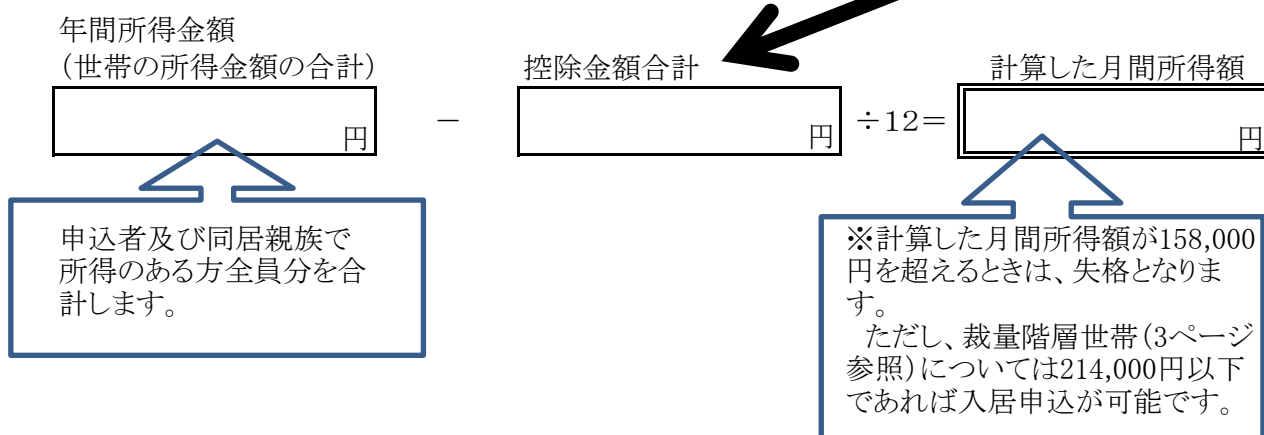 年間所得金額
(世帯の所得金額の合計)
円
－
控除金額合計
円
÷12＝
計算した月間所得額
円
申込者及び同居親族で
所得のある方全員分を合
計します。
※計算した月間所得額が158,000
円を超えるときは、失格となりま
す。
ただし、裁量階層世帯(3ページ
参照)については214,000円以下
であれば入居申込が可能です。